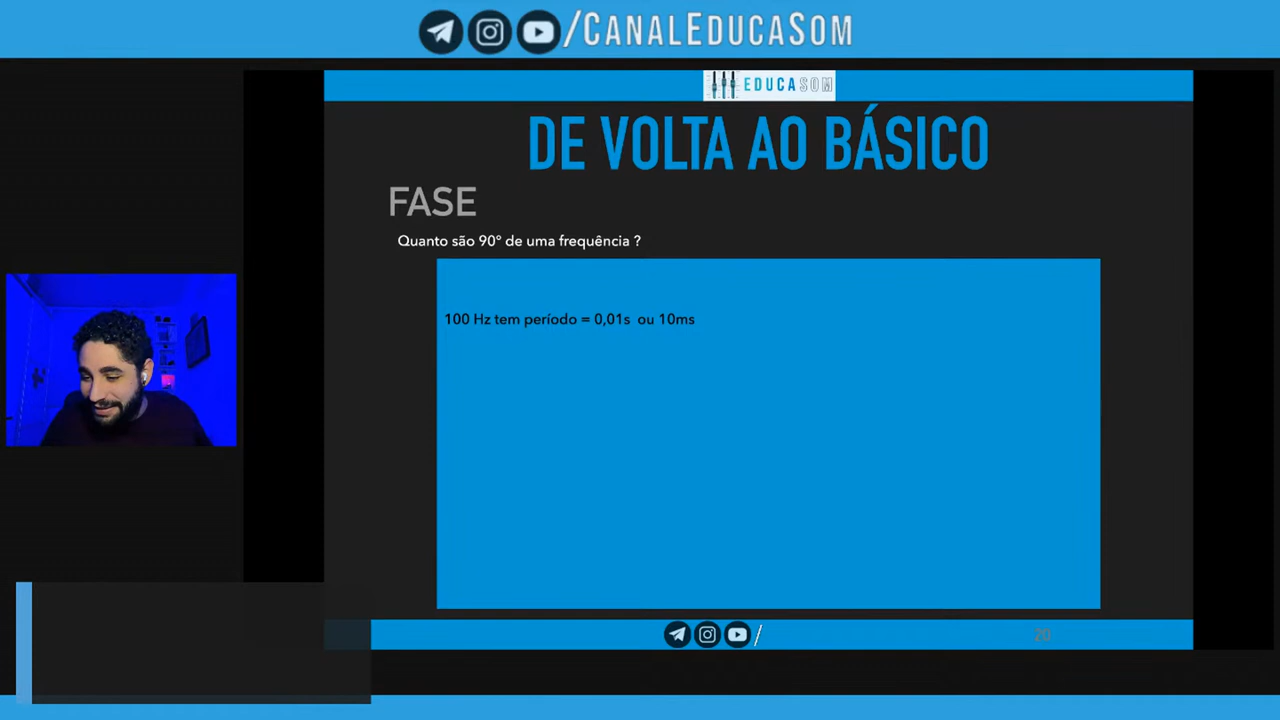 /CANALEDUCASOM
EDUCASOM
DE VOLTA AO BÁSICO
FASE
Quanto são 90° de uma frequência ?
100 Hz tem período = 0,01s ou 10ms
/
20